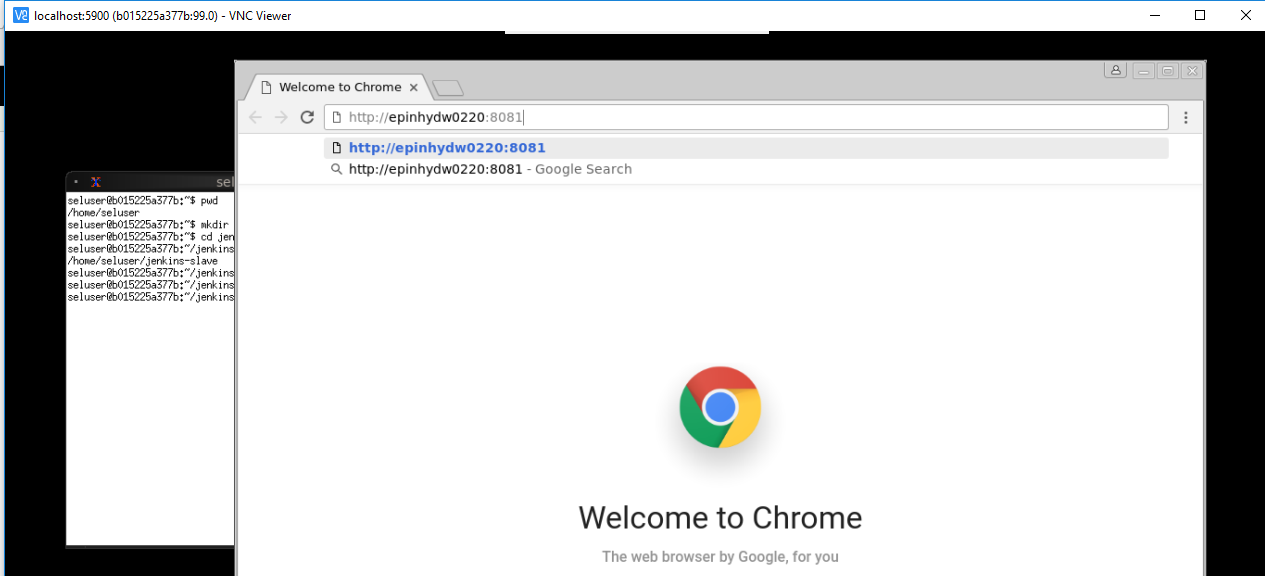 localhost:5900 (b015225a377b:99.0) - VNC Viewer
Welcome to Chrome
http://epinhydw0220:8081
http://epinhydw0220:8081
http://epinhydw0220:8081 - Google Search
sel
seluser@b015225a377b:~$ pwd
/home/seluser
seluser@b015225a377b:~$ mkdir
seluser@b015225a377b:~$ cd jen
seluser@b015225a377b:~/jenkins
/home/seluser/jenkins-slave
seluser@b015225a377b:~/jenkins
seluser@b015225a377b:~/jenkins
seluser@b015225a377b:~/jenkins
Welcome to Chrome
The web browser by Google, for you